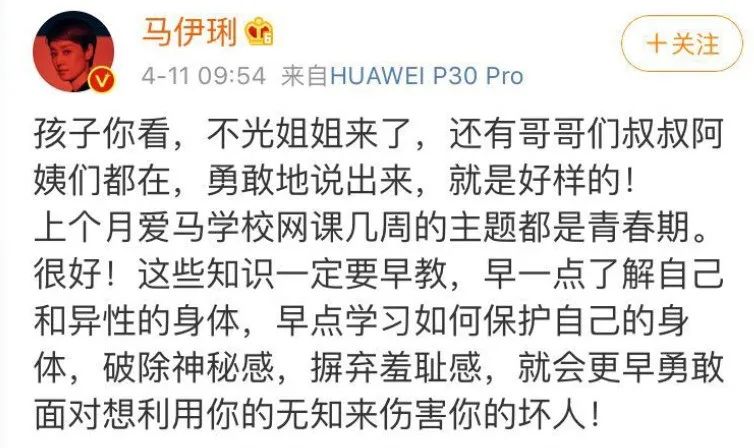 马伊琍
+关注
4-11 09:54 来自HUAWEI P30 Pro
孩子你看，不光姐姐来了，还有哥哥们叔叔阿
姨们都在，勇敢地说出来，就是好样的！
上个月爱马学校网课几周的主题都是青春期。
很好！这些知识一定要早教，早一点了解自己
和异性的身体，早点学习如何保护自己的身
体，破除神秘感，摒弃羞耻感，就会更早勇敢
面对想利用你的无知来伤害你的坏人！